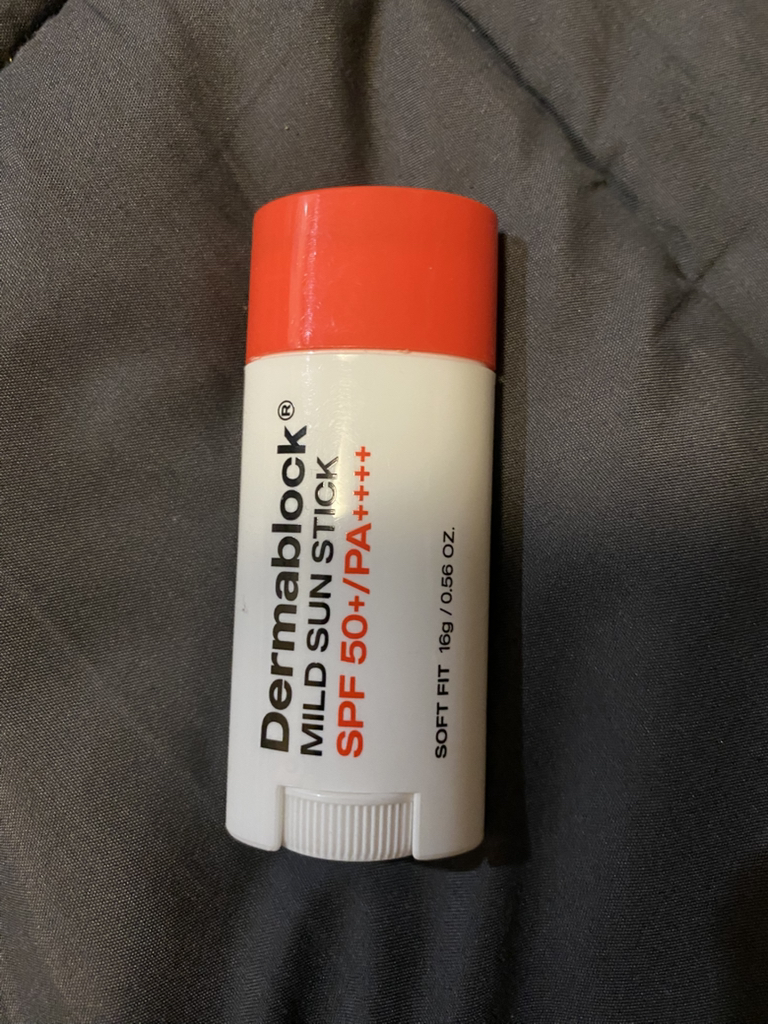 Dermablock®
MILD SUN STICK
SPF 50+/PA++++
SOFT FIT 16g / 0.56 OZ.